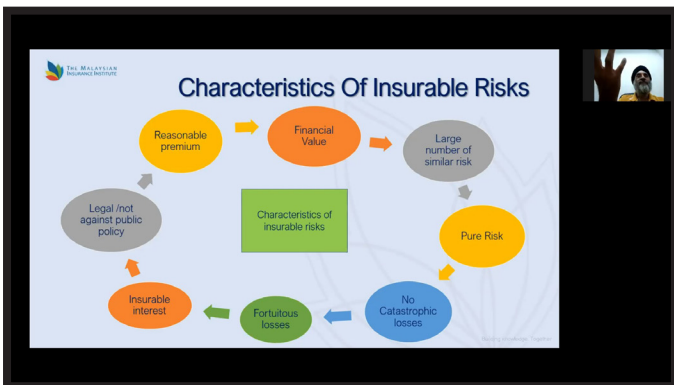 THE MALAYSIAN
INSURANCE INSTITUTE
Characteristics Of Insurable Risks
Reasonable
premium
Financial
Value
Large
number of
similar risk
Pure Risk
No
Catastrophic
losses
Fortuitous
losses
Insurable
interest
Legal /not
against public
policy
Characteristics of
insurable risks
Together